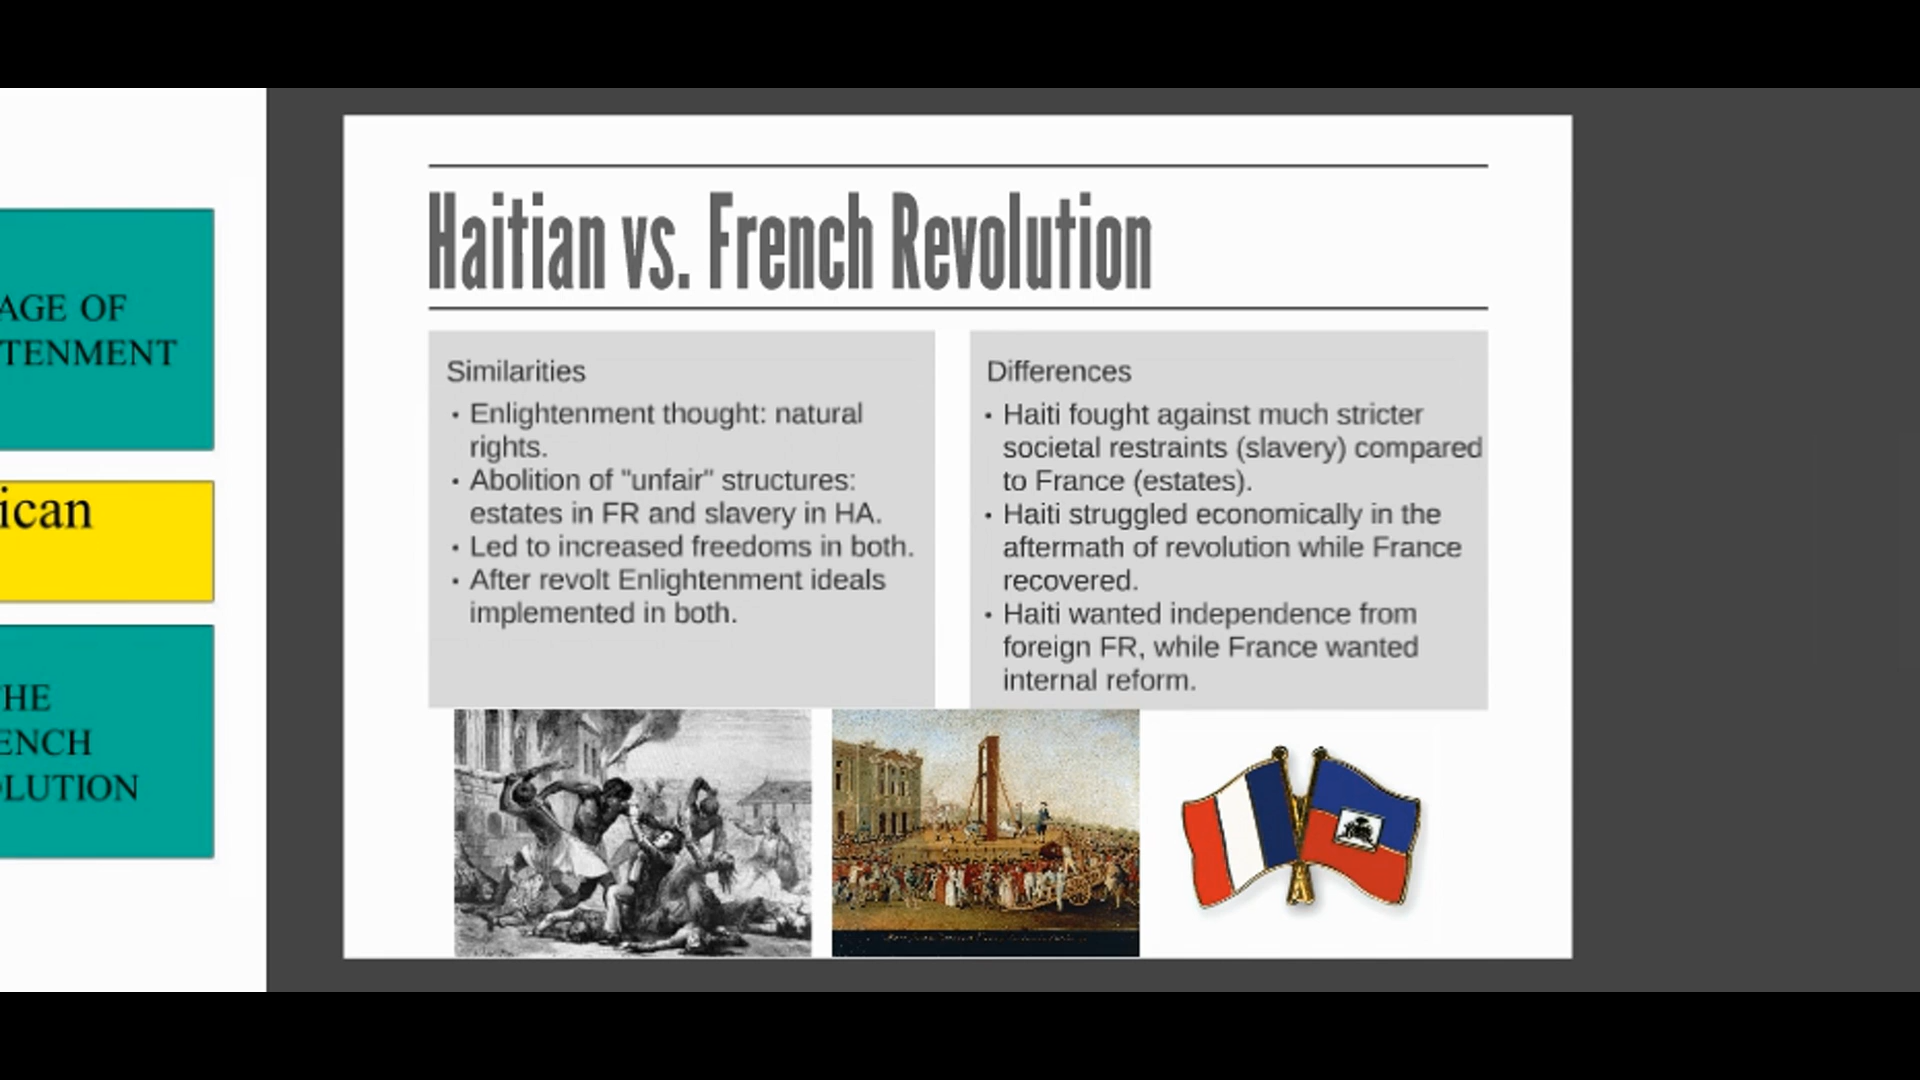 AGE OF
TENMENT
ican
HE
ENCH
LUTION
Haitian vs. French Revolution
Similarities
• Enlightenment thought: natural
rights.
• Abolition of "unfair" structures:
estates in FR and slavery in HA.
• Led to increased freedoms in both.
• After revolt Enlightenment ideals
implemented in both.
Differences
• Haiti fought against much stricter
societal restraints (slavery) compared
to France (estates).
• Haiti struggled economically in the
aftermath of revolution while France
recovered.
• Haiti wanted independence from
foreign FR, while France wanted
internal reform.